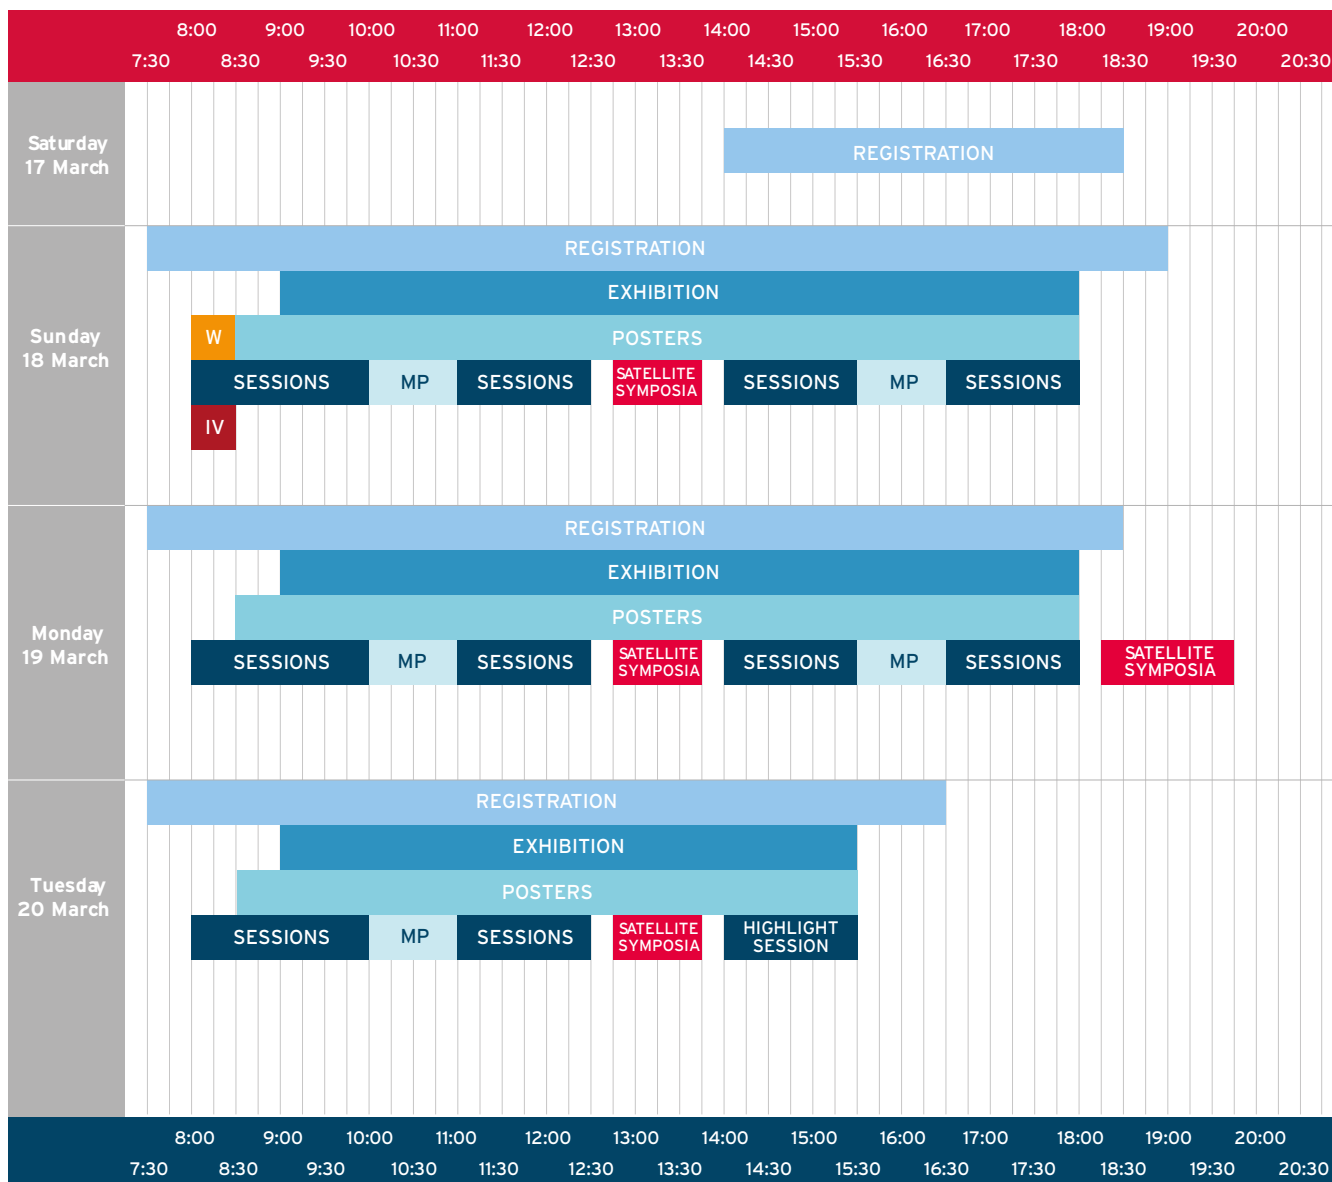 8:00 9:00 10:00 11:00 12:00 13:00 14:00 15:00 16:00 17:00 18:00 19:00 20:00
7:30 8:30 9:30 10:30 11:30 12:30 13:30 14:30 15:30 16:30 17:30 18:30 19:30 20:30
Saturday
17 March
REGISTRATION
Sunday
18 March
REGISTRATION
EXHIBITION
W POSTERS
SESSIONS MP SESSIONS SATELLITE SYMPOSIA SESSIONS MP SESSIONS
IV
Monday
19 March
REGISTRATION
EXHIBITION
POSTERS
SESSIONS MP SESSIONS SATELLITE SYMPOSIA SESSIONS MP SESSIONS SATELLITE SYMPOSIA
Tuesday
20 March
REGISTRATION
EXHIBITION
POSTERS
SESSIONS MP SESSIONS SATELLITE SYMPOSIA HIGHLIGHT SESSION
8:00 9:00 10:00 11:00 12:00 13:00 14:00 15:00 16:00 17:00 18:00 19:00 20:00
7:30 8:30 9:30 10:30 11:30 12:30 13:30 14:30 15:30 16:30 17:30 18:30 19:30 20:30